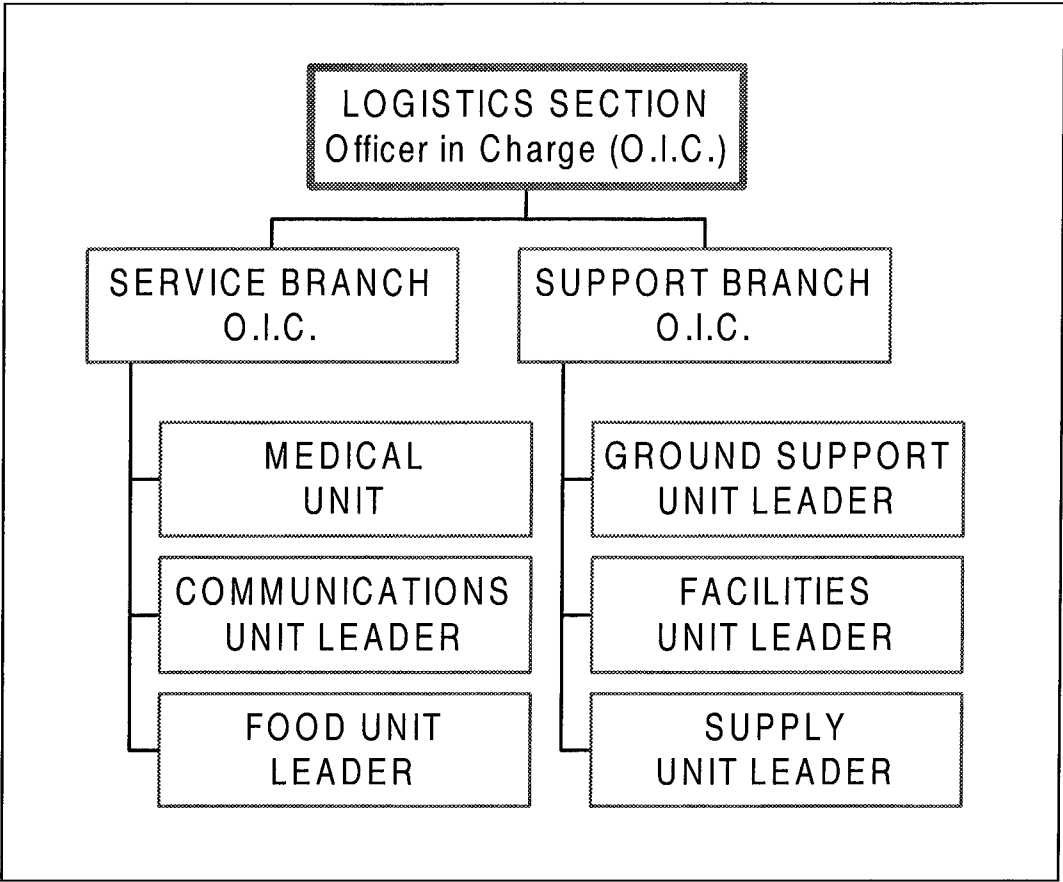 LOGISTICS SECTION
Officer in Charge (O.I.C.)
SERVICE BRANCH
O.I.C.
SUPPORT BRANCH
O.I.C.
MEDICAL
UNIT
COMMUNICATIONS
UNIT LEADER
FOOD UNIT
LEADER
GROUND SUPPORT
UNIT LEADER
FACILITIES
UNIT LEADER
SUPPLY
UNIT LEADER